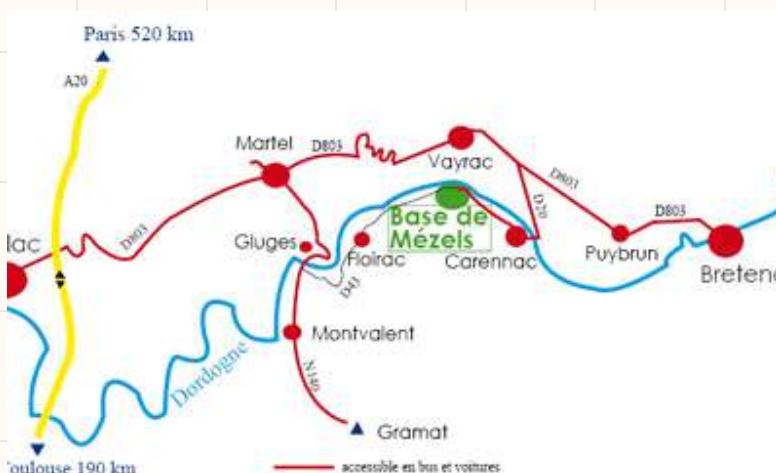 Paris 520 km
A20
Martel
D803
Vayrac
D803
D20
D803
lac
D803
Gluges
Floirac
Base de
Mézels
Carennac
Puybrun
Breteno
D43
Montvalent
Dordogne
N140
Gramat
Toulouse 190 km
accessible en bus et voitures